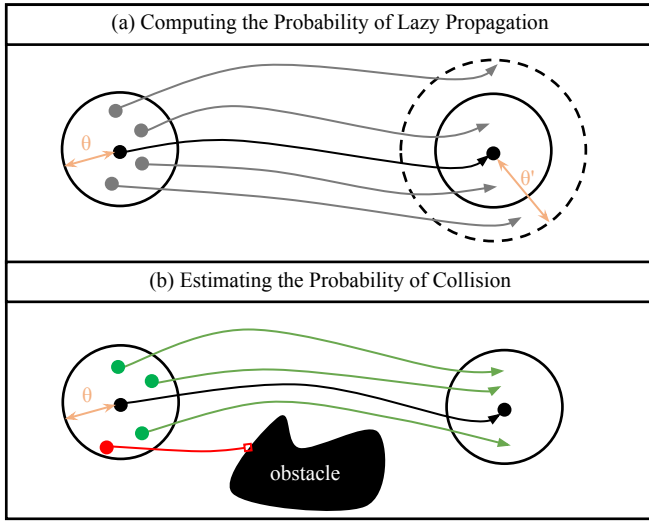 (a) Computing the Probability of Lazy Propagation
θ
θ'
(b) Estimating the Probability of Collision
θ
obstacle